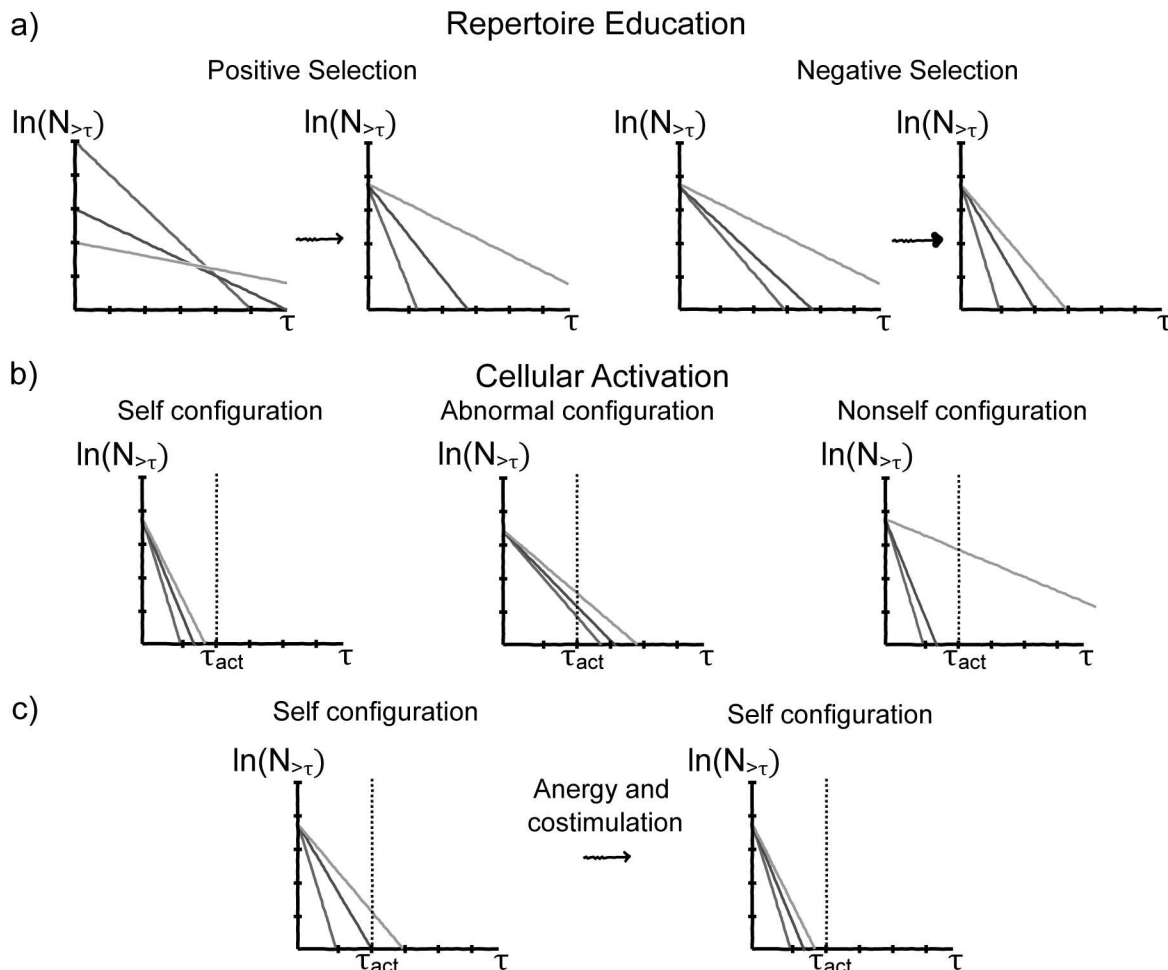 a)
Repertoire Education
Positive Selection
Negative Selection
ln(N>τ)
ln(N>τ)
ln(N>τ)
ln(N>τ)
τ
τ
τ
τ
b)
Cellular Activation
Self configuration
Abnormal configuration
Nonself configuration
ln(N>τ)
ln(N>τ)
ln(N>τ)
τact
τ
τact
τ
τact
τ
c)
Self configuration
Self configuration
ln(N>τ)
ln(N>τ)
Anergy and
costimulation
τact
τ
τact
τ